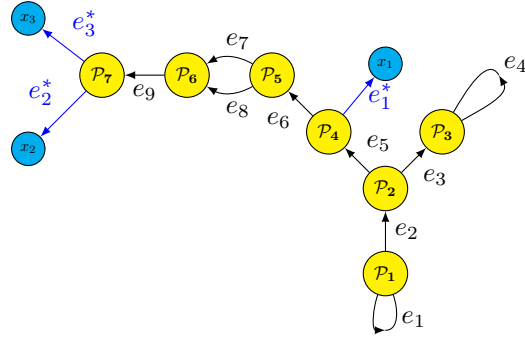 x₃
e₃*
𝒫₇
e₂*
x₂
e₉
𝒫₆
e₇
e₈
𝒫₅
e₆
x₁
e₁*
𝒫₄
e₅
𝒫₃
e₄
e₃
𝒫₂
e₂
𝒫₁
e₁